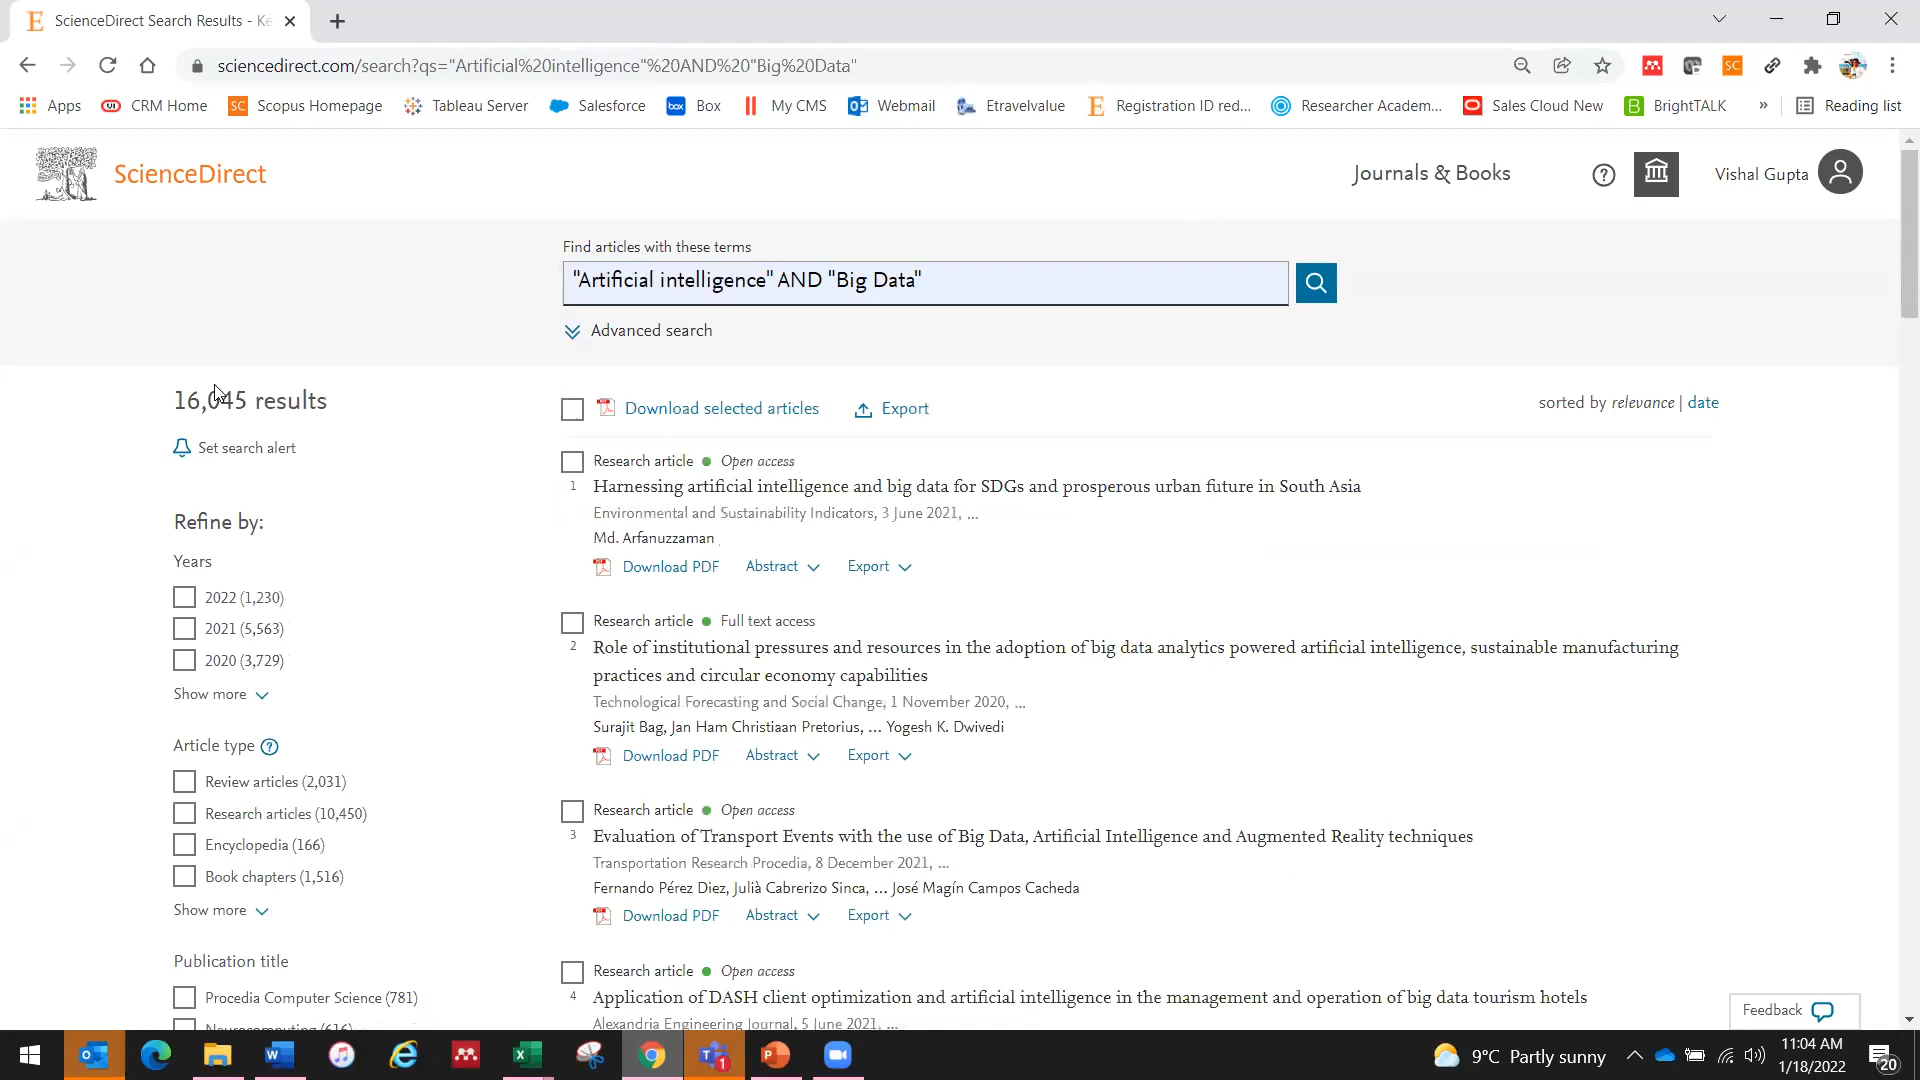 ScienceDirect Search Results - Ke
sciencedirect.com/search?qs="Artificial%20intelligence"%20AND%20"Big%20Data"
Apps CRM Home SC Scopus Homepage Tableau Server Salesforce box Box My CMS Webmail Etravelvalue Registration ID red... Researcher Academ... Sales Cloud New BrightTALK » Reading list
ScienceDirect
Journals & Books
Vishal Gupta
Find articles with these terms
"Artificial intelligence" AND "Big Data"
Advanced search
16,045 results
Set search alert
Refine by:
Years
2022 (1,230)
2021 (5,563)
2020 (3,729)
Show more
Article type ?
Review articles (2,031)
Research articles (10,450)
Encyclopedia (166)
Book chapters (1,516)
Show more
Publication title
Procedia Computer Science (781)
Neurocomputing (616)
Download selected articles Export
sorted by relevance | date
Research article Open access
1 Harnessing artificial intelligence and big data for SDGs and prosperous urban future in South Asia
Environmental and Sustainability Indicators, 3 June 2021, ...
Md. Arfanuzzaman
Download PDF Abstract Export
Research article Full text access
2 Role of institutional pressures and resources in the adoption of big data analytics powered artificial intelligence, sustainable manufacturing
practices and circular economy capabilities
Technological Forecasting and Social Change, 1 November 2020, ...
Surajit Bag, Jan Ham Christiaan Pretorius, ... Yogesh K. Dwivedi
Download PDF Abstract Export
Research article Open access
3 Evaluation of Transport Events with the use of Big Data, Artificial Intelligence and Augmented Reality techniques
Transportation Research Procedia, 8 December 2021, ...
Fernando Pérez Diez, Julià Cabrerizo Sinca, ... José Magín Campos Cacheda
Download PDF Abstract Export
Research article Open access
4 Application of DASH client optimization and artificial intelligence in the management and operation of big data tourism hotels
Alexandria Engineering Journal, 5 June 2021, ...
Feedback
9°C Partly sunny
11:04 AM
1/18/2022
20